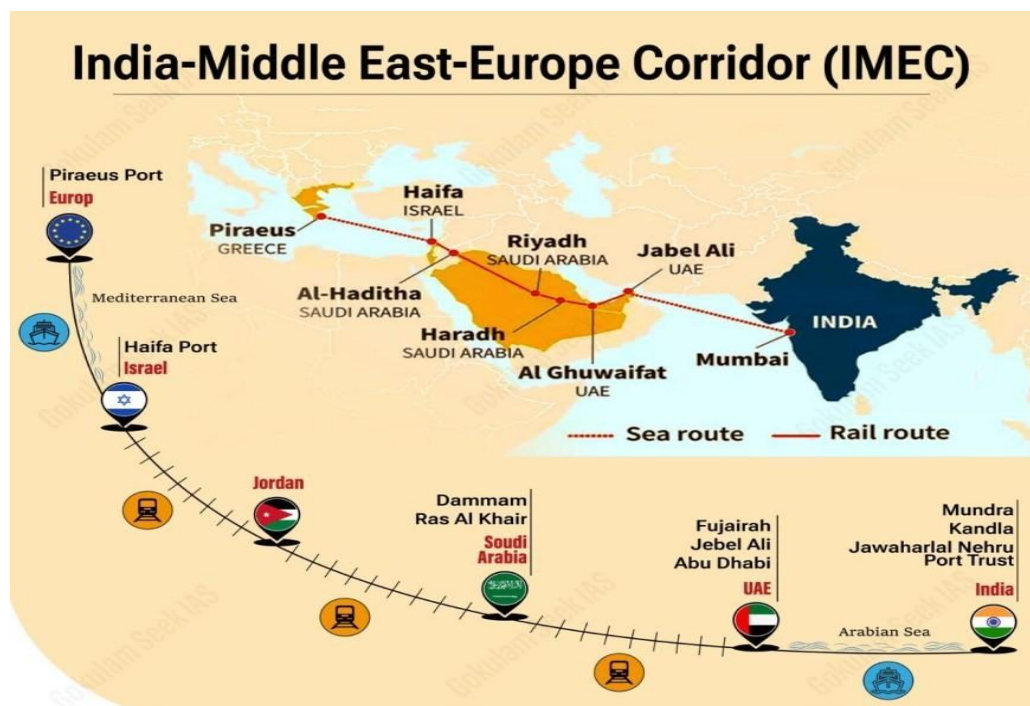 India-Middle East-Europe Corridor (IMEC)
Piraeus Port
Europ
Mediterranean Sea
Haifa Port
Israel
Jordan
Dammam
Ras Al Khair
Soudi
Arabia
Fujairah
Jebel Ali
Abu Dhabi
UAE
Arabian Sea
Mundra
Kandla
Jawaharlal Nehru
Port Trust
India
Piraeus
GREECE
Haifa
ISRAEL
Al-Haditha
SAUDI ARABIA
Riyadh
SAUDI ARABIA
Haradh
SAUDI ARABIA
Jabel Ali
UAE
Al Ghuwaifat
UAE
Mumbai
INDIA
Sea route
Rail route
Gokulam Seek IAS